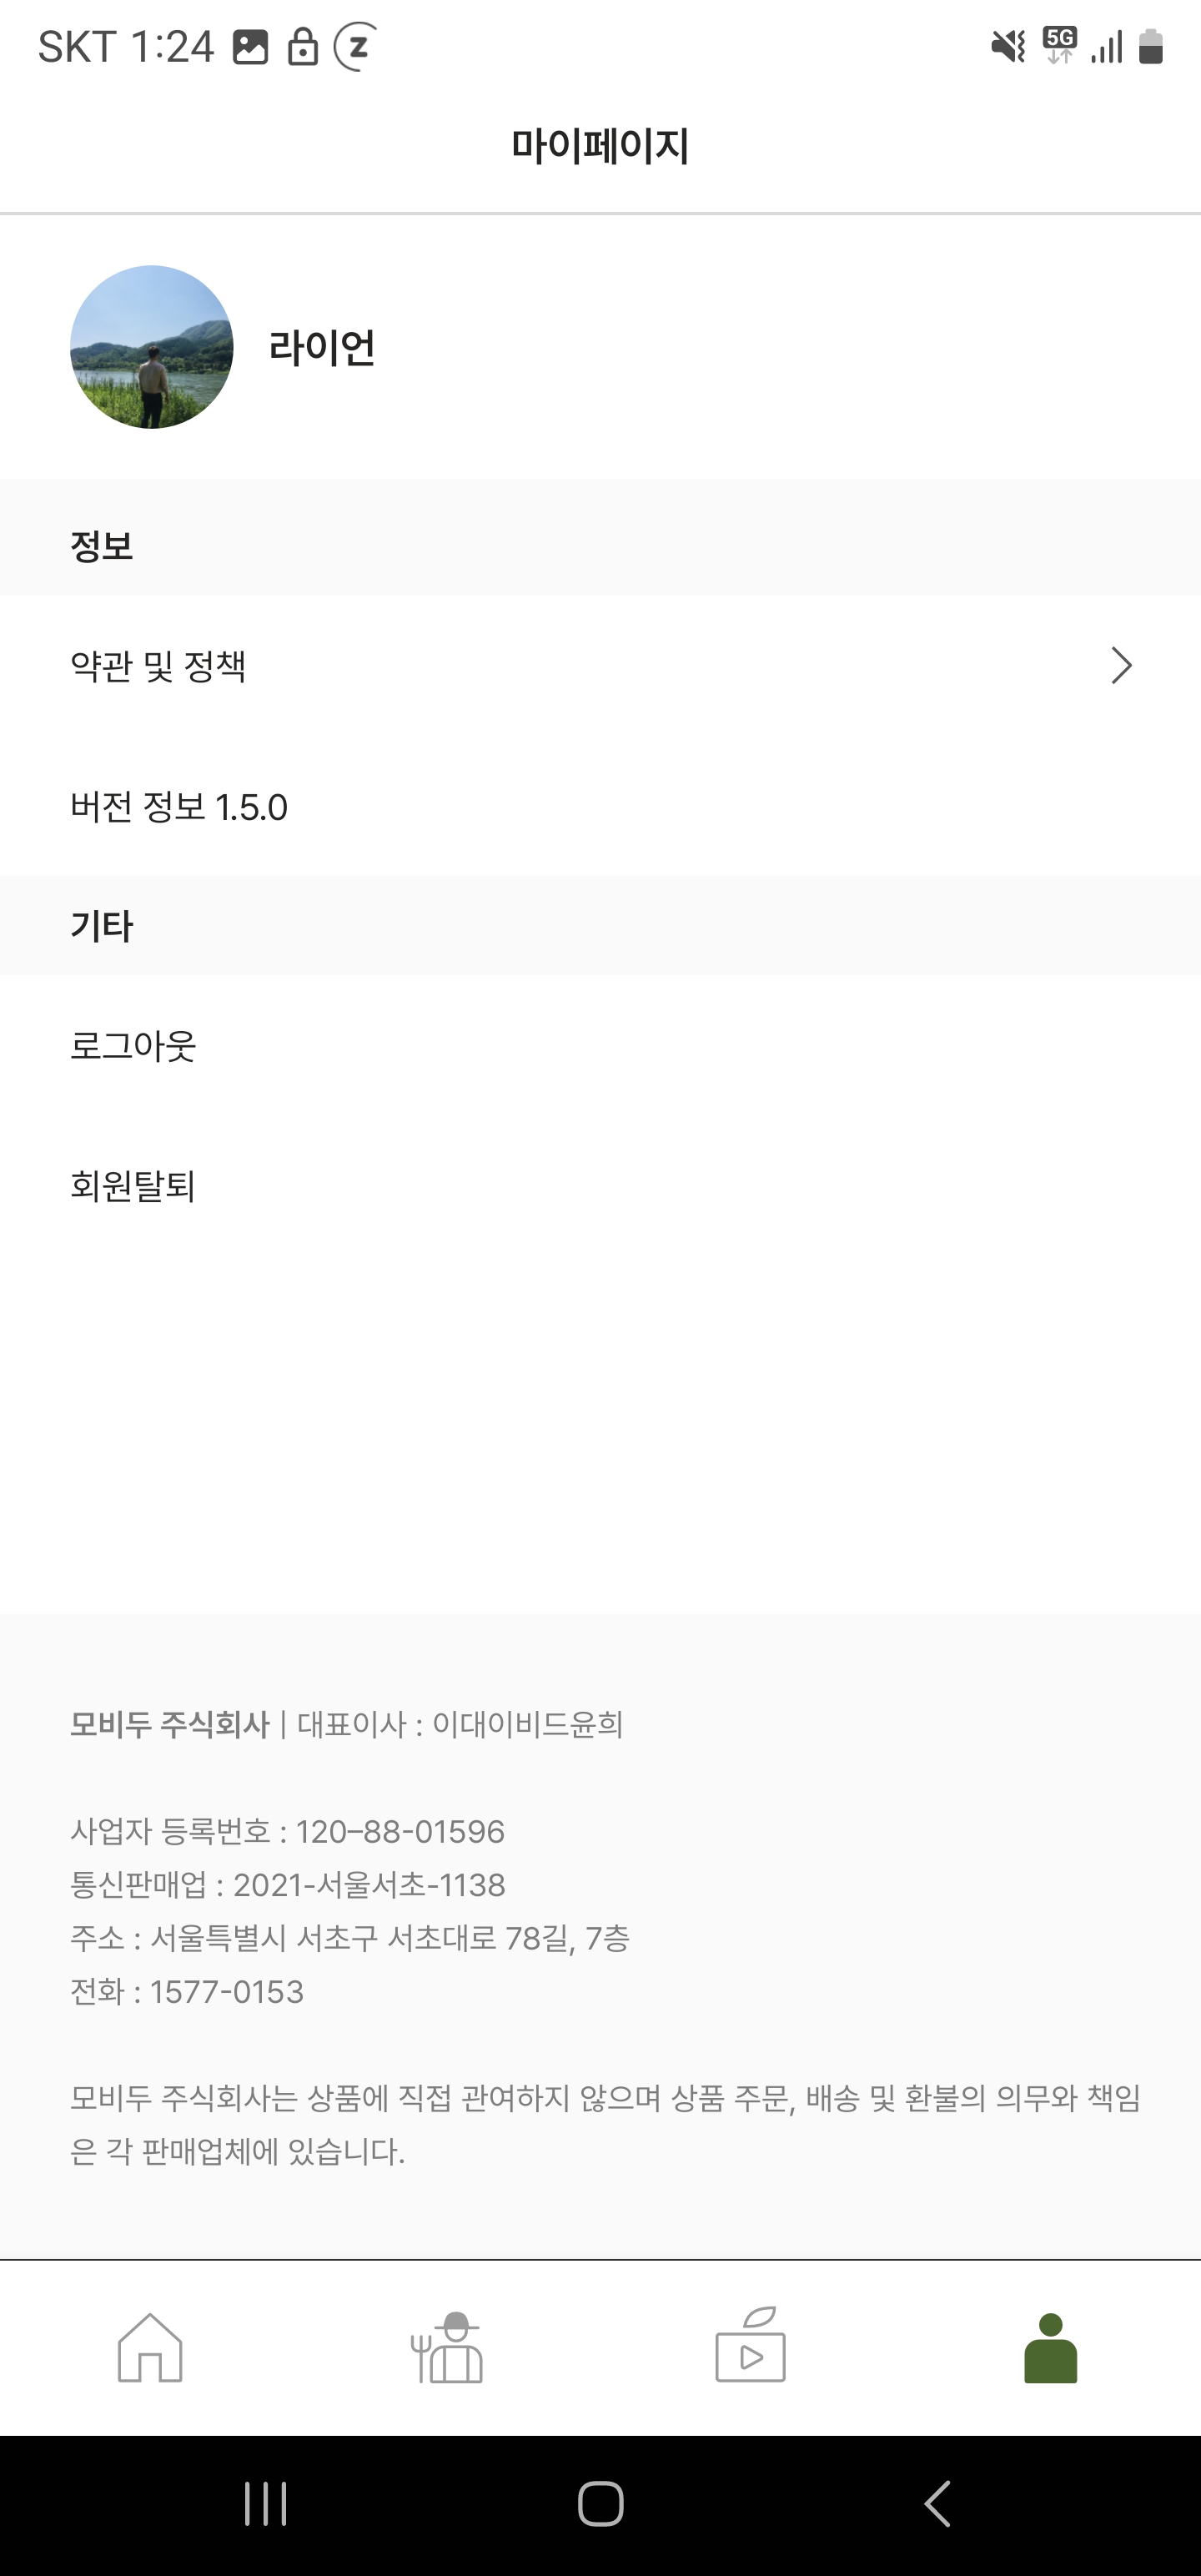 SKT 1:24
z
5G
마이페이지
라이언
정보
약관 및 정책
버전 정보 1.5.0
기타
로그아웃
회원탈퇴
모비두 주식회사 | 대표이사 : 이대이비드윤희
사업자 등록번호 : 120–88-01596
통신판매업 : 2021-서울서초-1138
주소 : 서울특별시 서초구 서초대로 78길, 7층
전화 : 1577-0153
모비두 주식회사는 상품에 직접 관여하지 않으며 상품 주문, 배송 및 환불의 의무와 책임
은 각 판매업체에 있습니다.